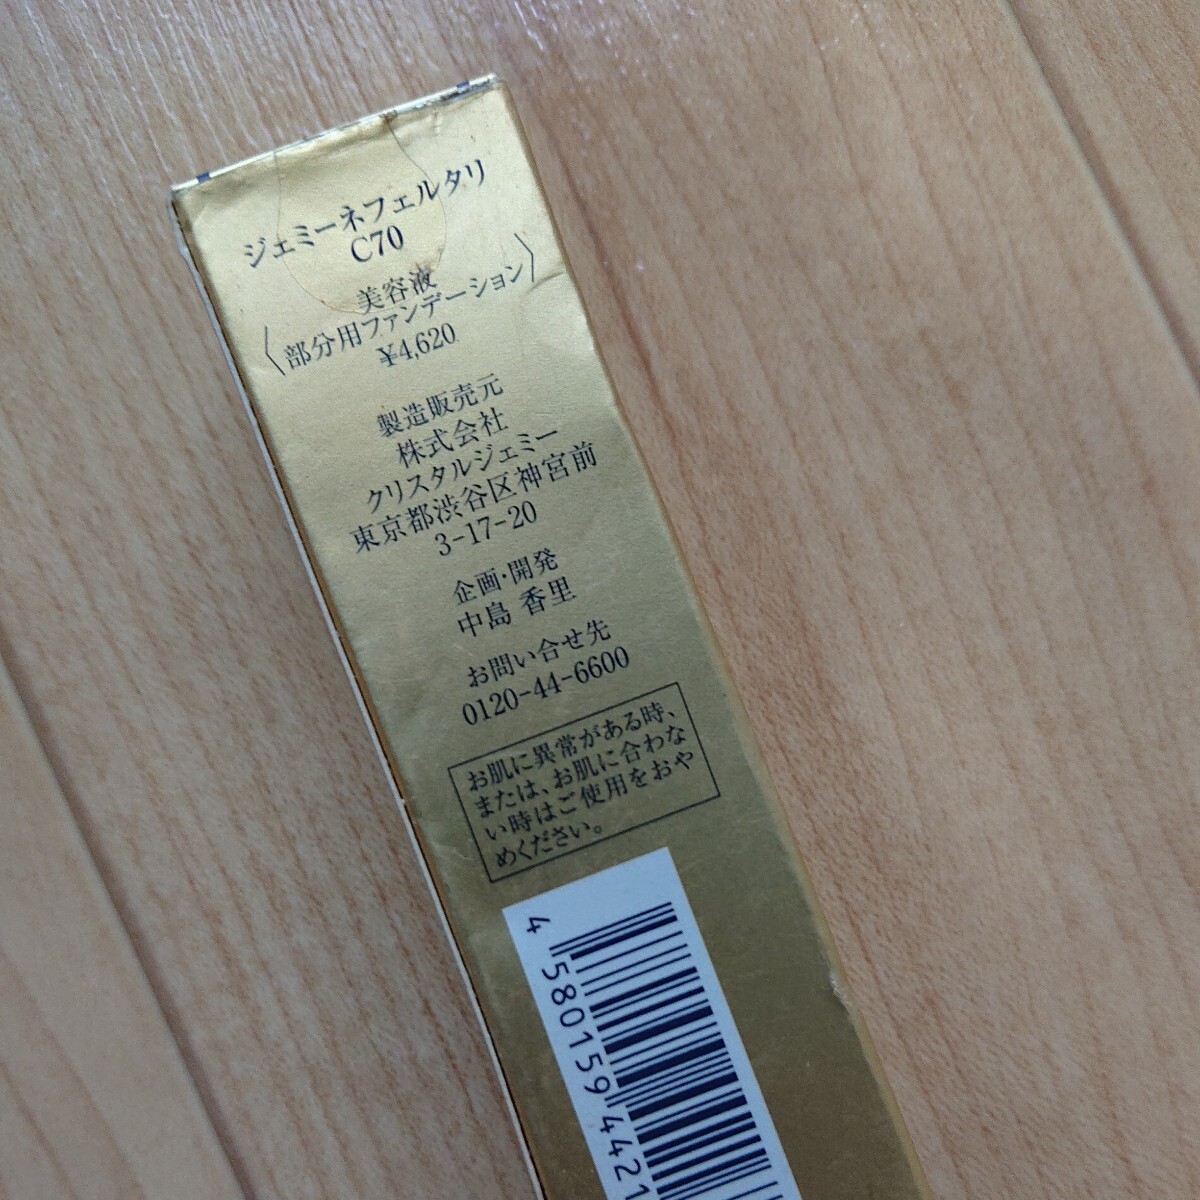 ジェミーネフェルタリ
C70
美容液
〈部分用ファンデーション〉
¥4,620
製造販売元
株式会社
クリスタルジェミー
東京都渋谷区神宮前
3-17-20
企画・開発
中島 香里
お問い合せ先
0120-44-6600
お肌に異常がある時、
または、お肌に合わな
い時はご使用をおや
めください。
4 580159 4421